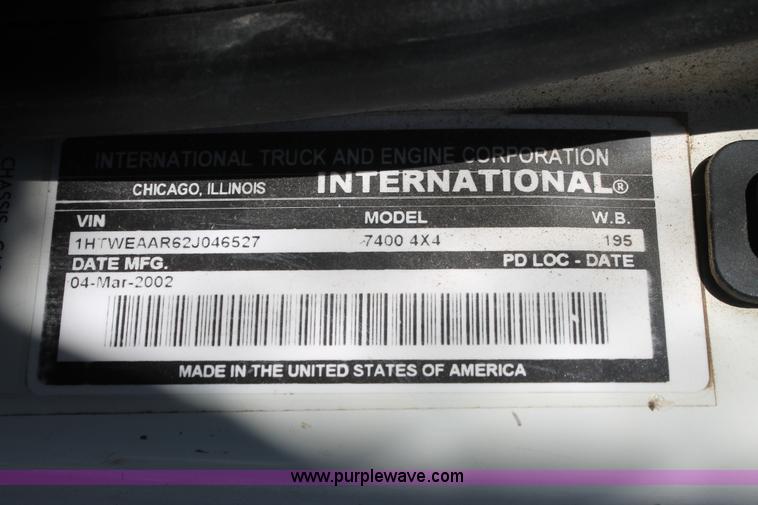 INTERNATIONAL TRUCK AND ENGINE CORPORATION
CHICAGO, ILLINOIS INTERNATIONAL®
VIN MODEL W.B.
1HTWEAAR62J046527 7400 4X4 195
DATE MFG. PD LOC - DATE
04-Mar-2002
MADE IN THE UNITED STATES OF AMERICA
CHASSIS
www.purplewave.com